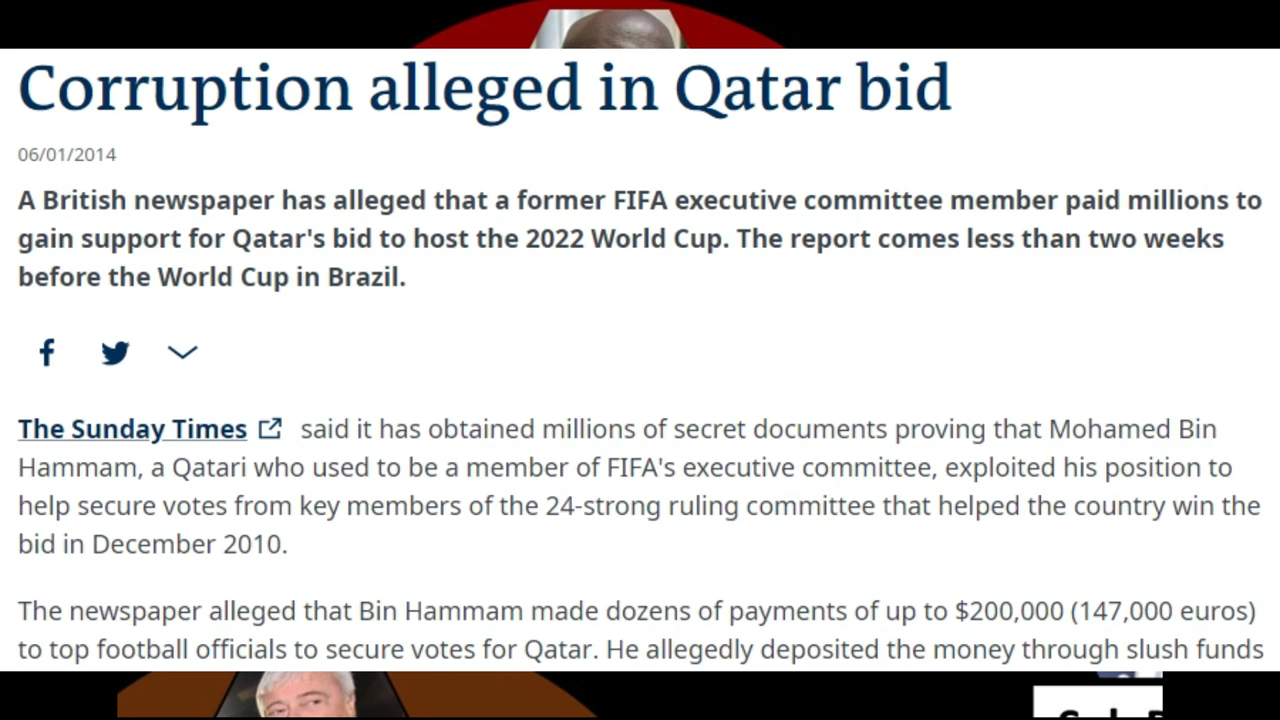 Corruption alleged in Qatar bid
06/01/2014
A British newspaper has alleged that a former FIFA executive committee member paid millions to
gain support for Qatar's bid to host the 2022 World Cup. The report comes less than two weeks
before the World Cup in Brazil.
The Sunday Times said it has obtained millions of secret documents proving that Mohamed Bin
Hammam, a Qatari who used to be a member of FIFA's executive committee, exploited his position to
help secure votes from key members of the 24-strong ruling committee that helped the country win the
bid in December 2010.
The newspaper alleged that Bin Hammam made dozens of payments of up to $200,000 (147,000 euros)
to top football officials to secure votes for Qatar. He allegedly deposited the money through slush funds